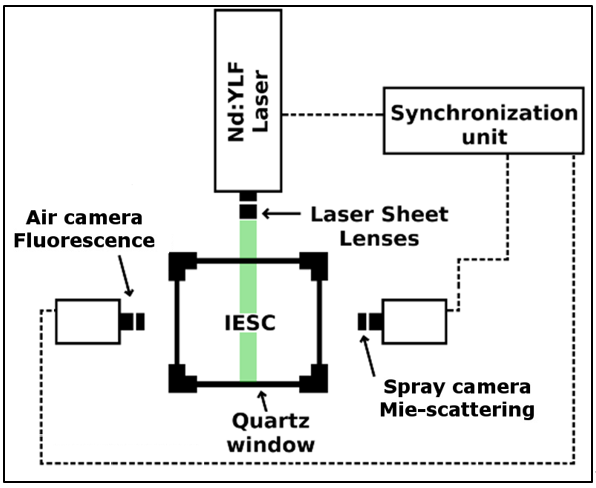 Nd:YLF
Laser
Synchronization
unit
Air camera
Fluorescence
Laser Sheet
Lenses
IESC
Spray camera
Mie-scattering
Quartz
window